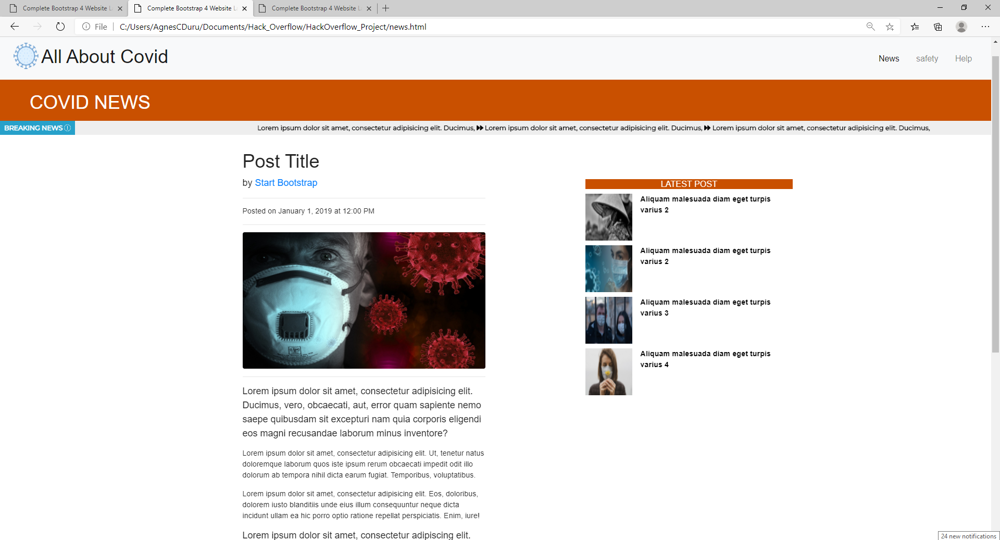 Complete Bootstrap 4 Website L
Complete Bootstrap 4 Website L
Complete Bootstrap 4 Website L
File
C:/Users/AgnesCDuru/Documents/Hack_Overflow/HackOverflow_Project/news.html
All About Covid
News
safety
Help
COVID NEWS
BREAKING NEWS
Lorem ipsum dolor sit amet, consectetur adipisicing elit. Ducimus, Lorem ipsum dolor sit amet, consectetur adipisicing elit. Ducimus, Lorem ipsum dolor sit amet, consectetur adipisicing elit. Ducimus,
Post Title
by Start Bootstrap
Posted on January 1, 2019 at 12:00 PM
Lorem ipsum dolor sit amet, consectetur adipisicing elit.
Ducimus, vero, obcaecati, aut, error quam sapiente nemo
saepe quibusdam sit excepturi nam quia corporis eligendi
eos magni recusandae laborum minus inventore?
Lorem ipsum dolor sit amet, consectetur adipisicing elit. Ut, tenetur natus
doloremque laborum quos iste ipsum rerum obcaecati impedit odit illo
dolorum ab tempora nihil dicta earum fugiat. Temporibus, voluptatibus.
Lorem ipsum dolor sit amet, consectetur adipisicing elit. Eos, doloribus,
dolorem iusto blanditiis unde eius illum consequuntur neque dicta
incidunt ullam ea hic porro optio ratione repellat perspiciatis. Enim, iure!
Lorem ipsum dolor sit amet, consectetur adipiscing elit.
LATEST POST
Aliquam malesuada diam eget turpis
varius 2
Aliquam malesuada diam eget turpis
varius 2
Aliquam malesuada diam eget turpis
varius 3
Aliquam malesuada diam eget turpis
varius 4
24 new notifications